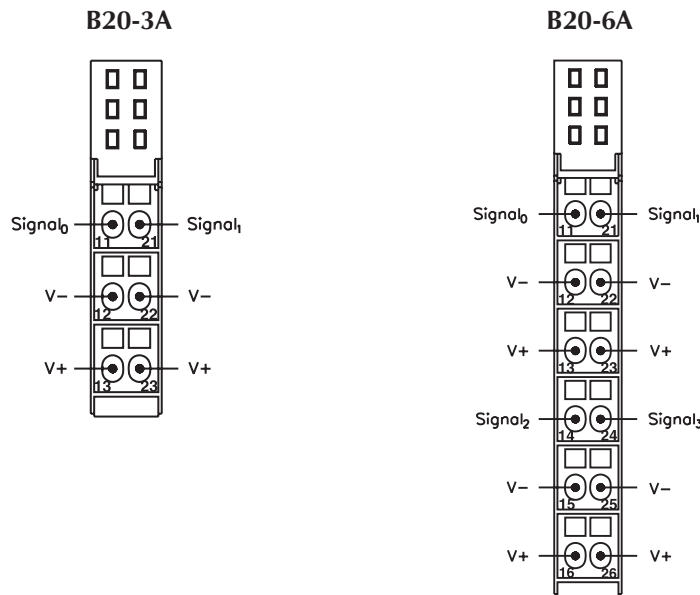 B20-3A
Signal₀ 11 21 Signal₁
V- 12 22 V-
V+ 13 23 V+
B20-6A
Signal₀ 11 21 Signal₁
V- 12 22 V-
V+ 13 23 V+
Signal₂ 14 24 Signal₃
V- 15 25 V-
V+ 16 26 V+